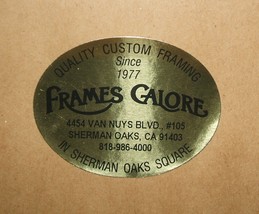 QUALITY CUSTOM FRAMING
Since
1977
FRAMES GALORE
4454 VAN NUYS BLVD., #105
SHERMAN OAKS, CA 91403
818-986-4000
IN SHERMAN OAKS SQUARE